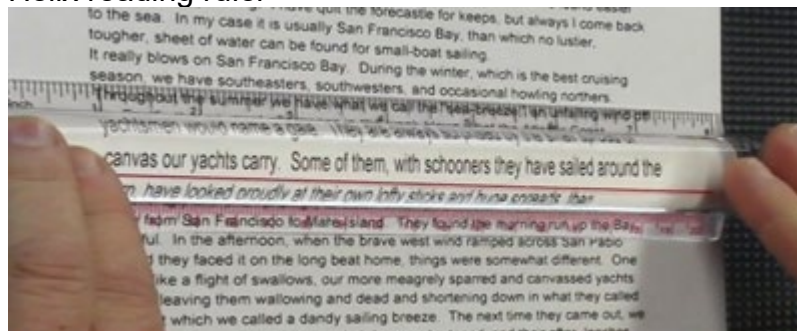 to the sea. In my case it is usually San Francisco Bay, than which no lustier,
tougher, sheet of water can be found for small-boat sailing.
It really blows on San Francisco Bay. During the winter, which is the best cruising
season, we have southeasters, southwesters, and occasional howling northers.
Throughout the summer we have what we call the "sea-breeze," an unfailing wind off
yachtsmen would name a gale. They are
canvas our yachts carry. Some of them, with schooners they have sailed around the
have looked proudly at their own lofty sticks and huge spreads, then
from San Francisco to Mare Island. They found the morning run up the Bay
In the afternoon, when the brave west wind ramped across San Pablo
they faced it on the long beat home, things were somewhat different. One
like a flight of swallows, our more meagrely sparred and canvassed yachts
leaving them wallowing and dead and shortening down in what they called
which we called a dandy sailing breeze. The next time they came out, we